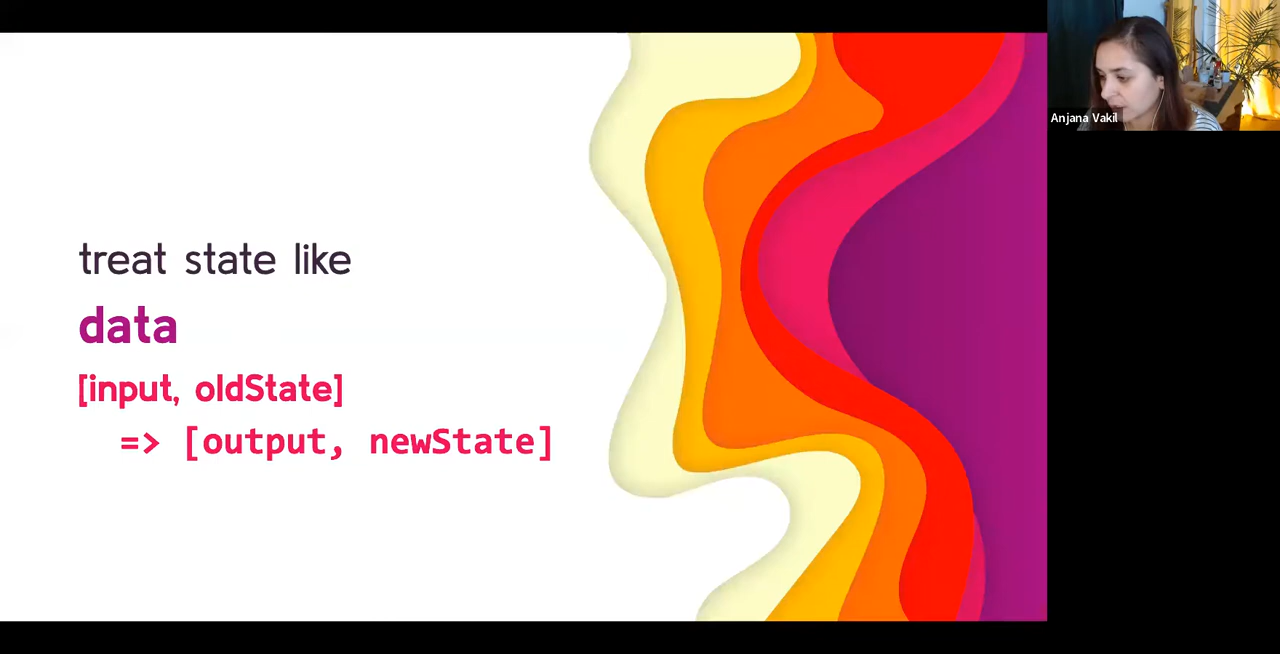 treat state like
data
[input, oldState]
=> [output, newState]
Anjana Vakil